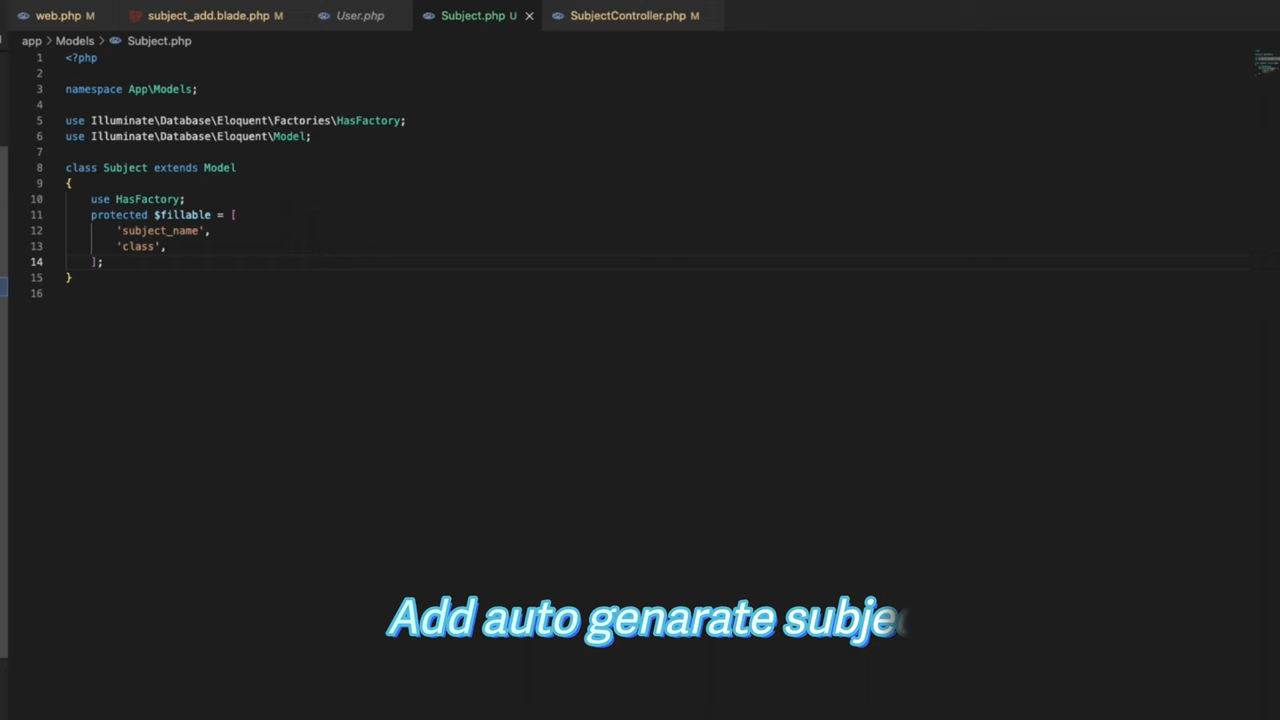 web.php M
subject_add.blade.php M
User.php
Subject.php U
SubjectController.php M
app > Models > Subject.php
1 <?php
2
3 namespace App\Models;
4
5 use Illuminate\Database\Eloquent\Factories\HasFactory;
6 use Illuminate\Database\Eloquent\Model;
7
8 class Subject extends Model
9 {
10 use HasFactory;
11 protected $fillable = [
12 'subject_name',
13 'class',
14 ];
15 }
16
Add auto genarate subjec